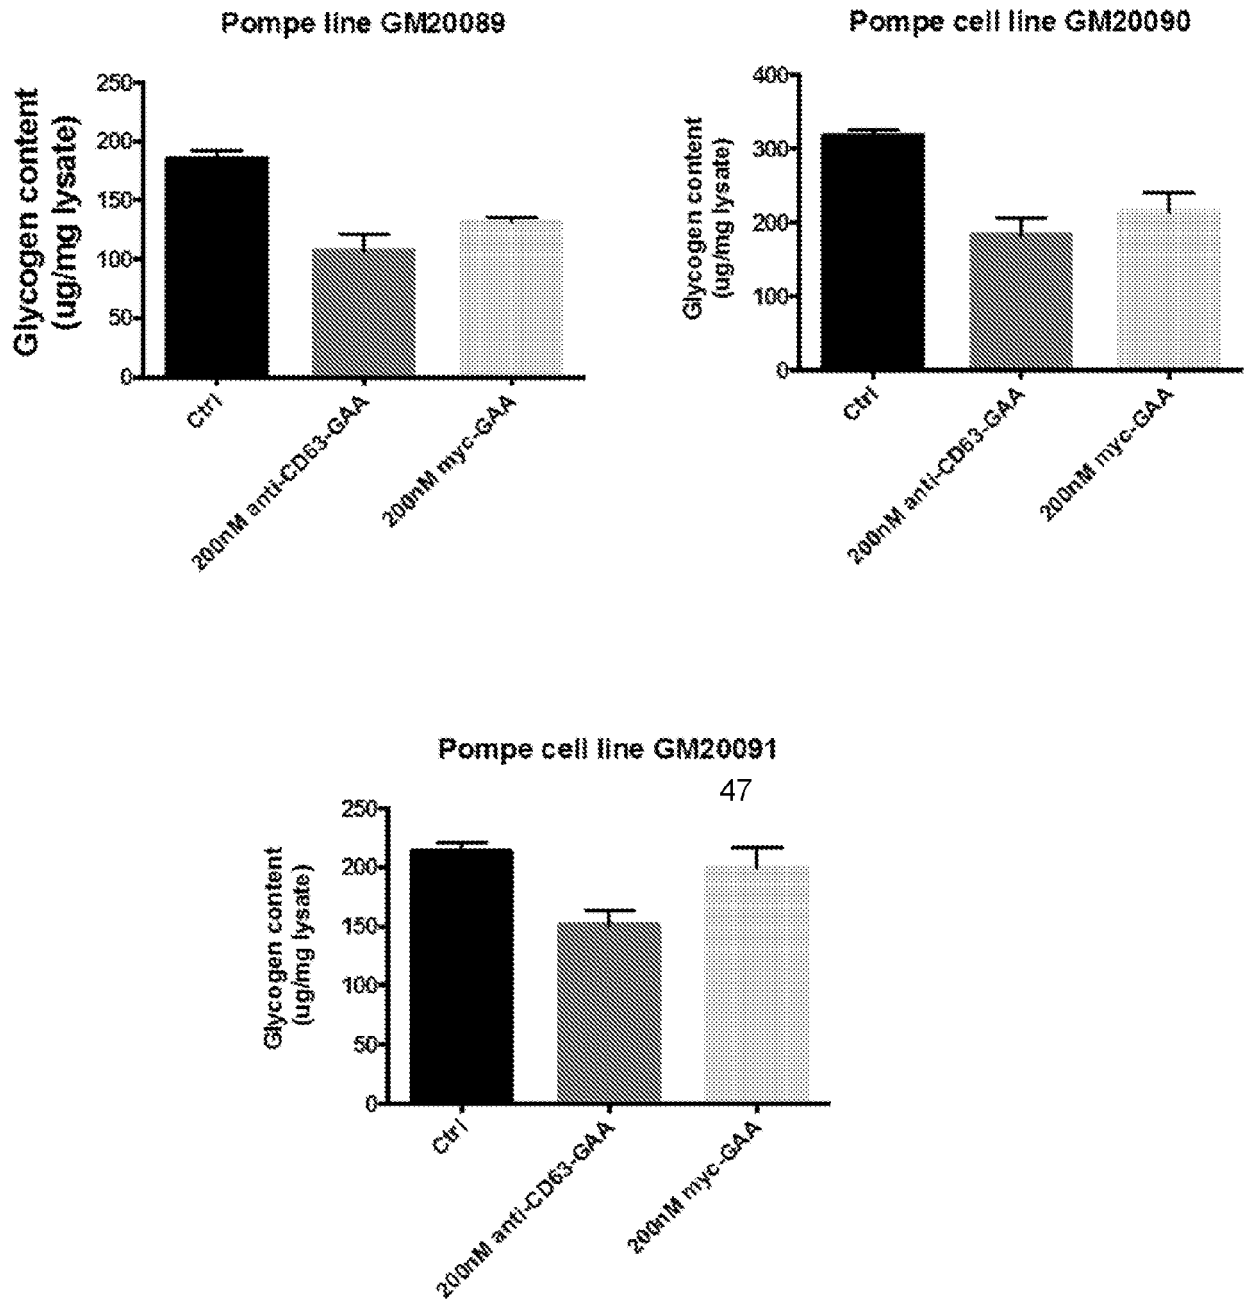 Pompe line GM20089
Glycogen content
(ug/mg lysate)
250
200
150
100
50
0
Ctrl
200nM anti-CD63-GAA
200nM myc-GAA
Pompe cell line GM20090
Glycogen content
(ug/mg lysate)
400
300
200
100
0
Ctrl
200nM anti-CD63-GAA
200nM myc-GAA
Pompe cell line GM20091
47
Glycogen content
(ug/mg lysate)
250
200
150
100
50
0
Ctrl
200nM anti-CD63-GAA
200nM myc-GAA